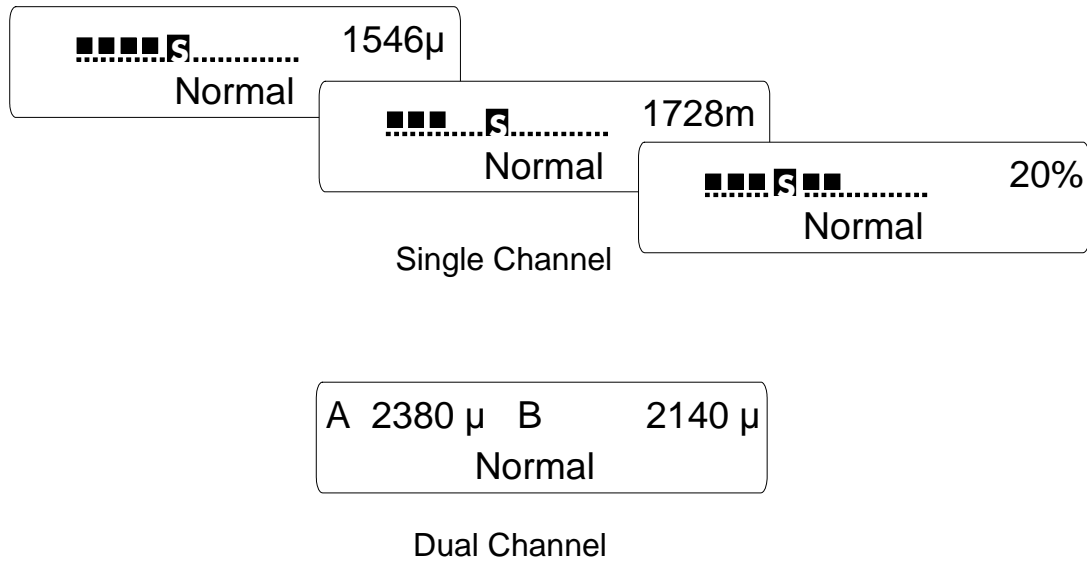 S 1546µ
Normal
S 1728m
Normal
S 20%
Normal
Single Channel
A 2380 µ B 2140 µ
Normal
Dual Channel